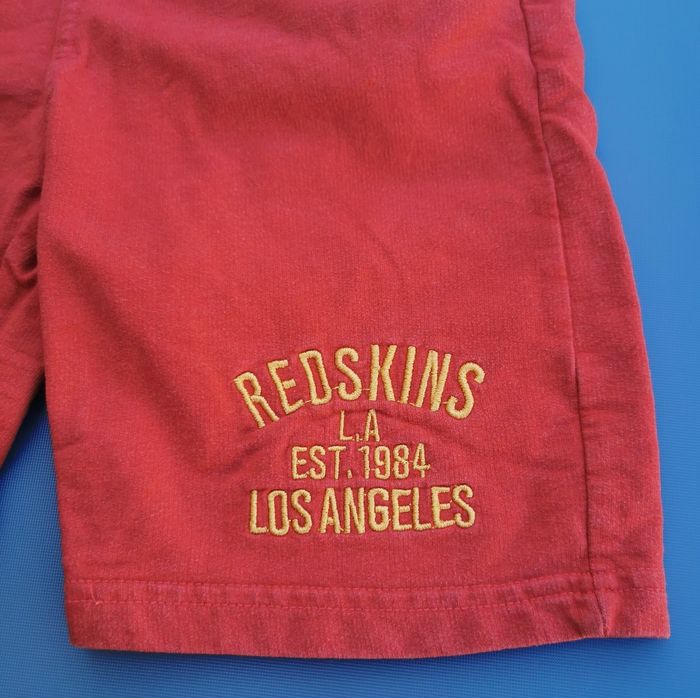 REDSKINS
L.A
EST. 1984
LOS ANGELES